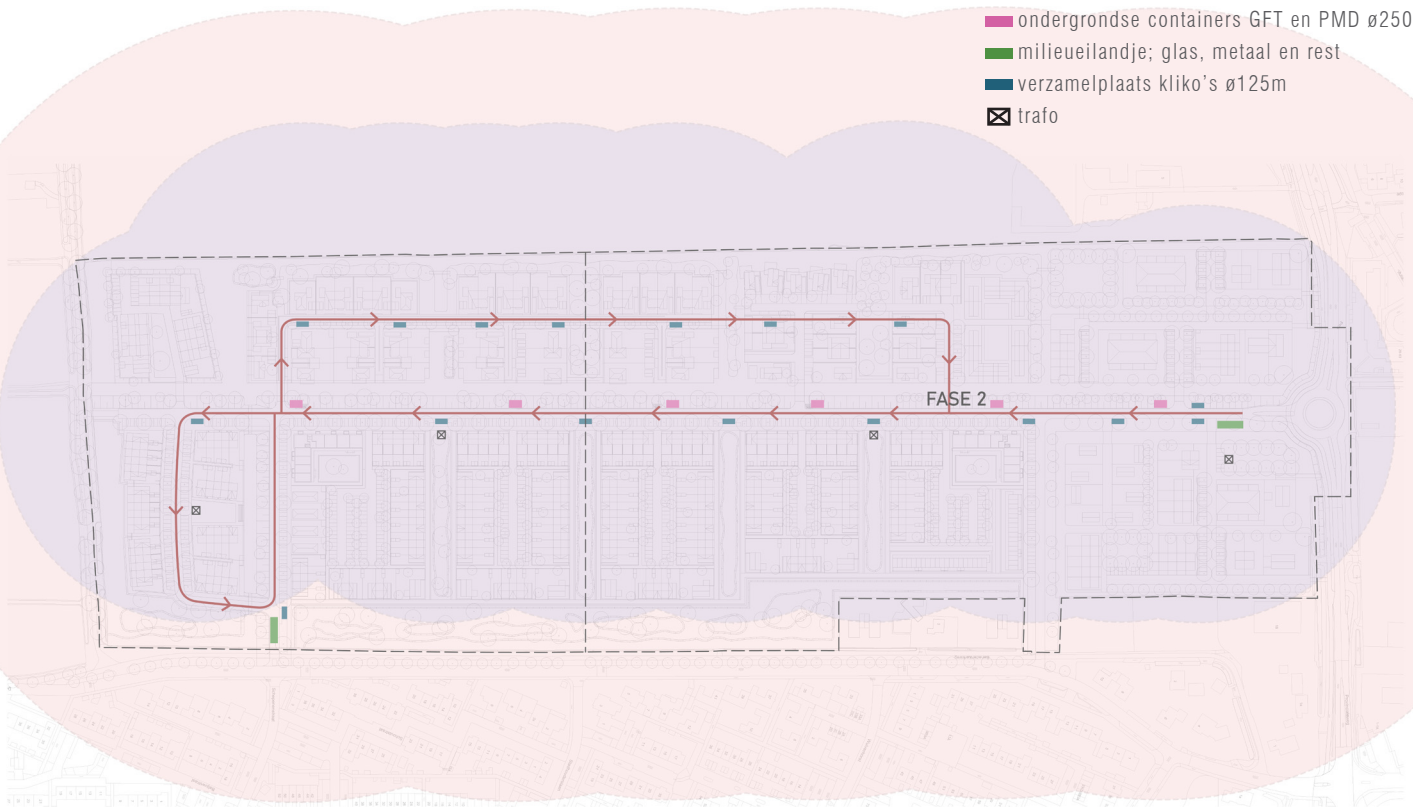 ondergrondse containers GFT en PMD ø250
milieueilandje; glas, metaal en rest
verzamelplaats kliko's ø125m
trafo
FASE 2